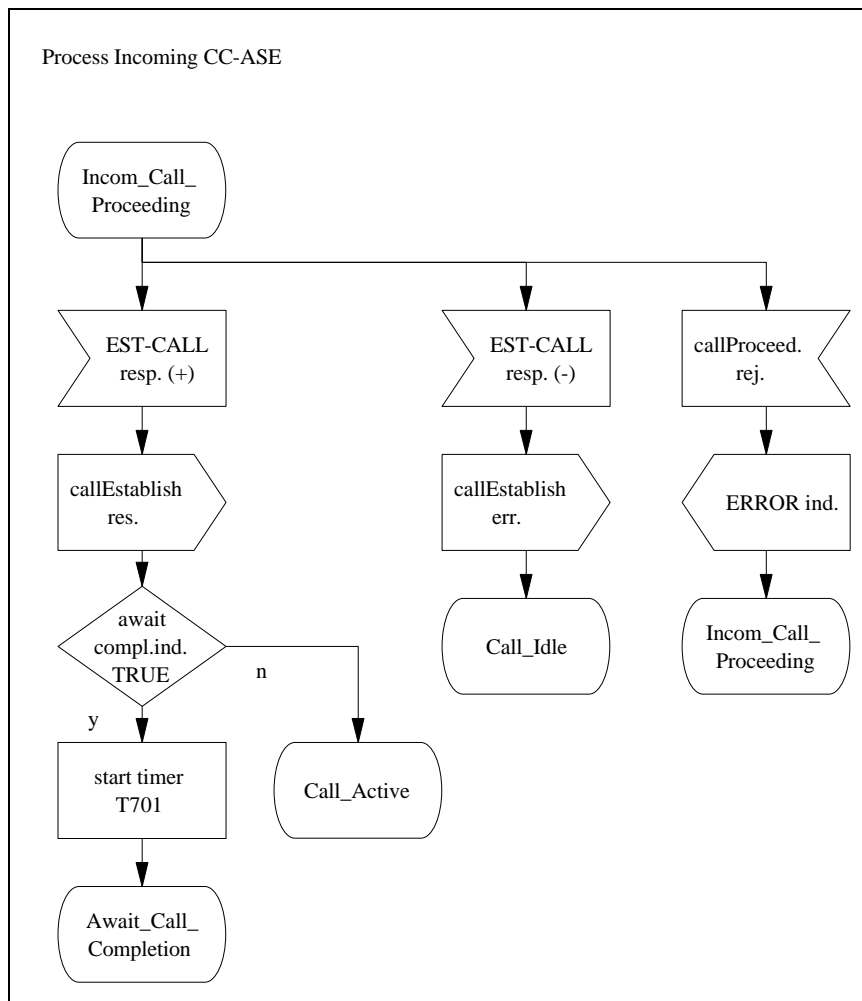 Process Incoming CC-ASE
Incom_Call_
Proceeding
EST-CALL
resp. (+)
EST-CALL
resp. (-)
callProceed.
rej.
callEstablish
res.
callEstablish
err.
ERROR ind.
await
compl.ind.
TRUE
n
y
Call_Idle
Incom_Call_
Proceeding
start timer
T701
Call_Active
Await_Call_
Completion